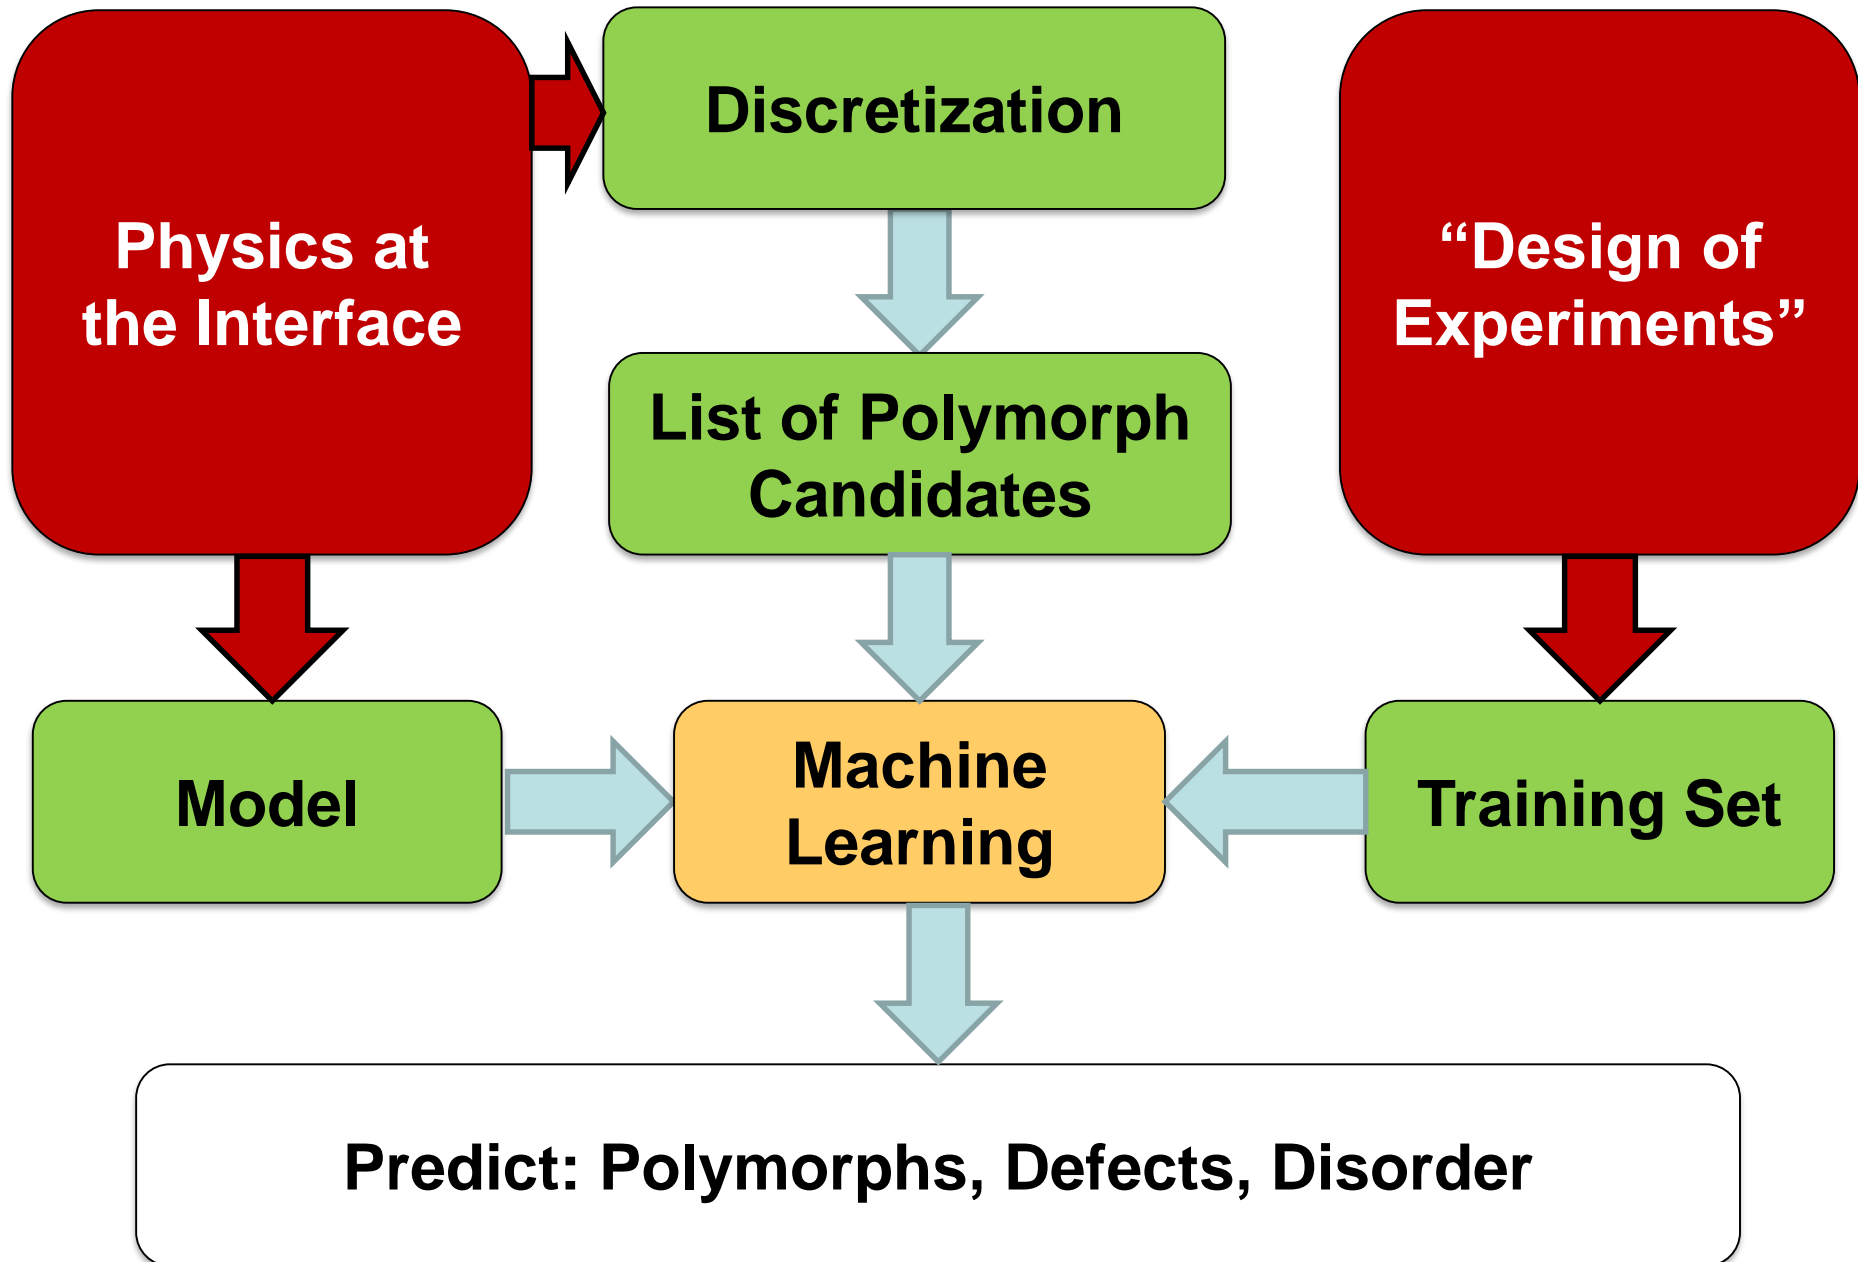 Discretization
Physics at
the Interface
“Design of
Experiments”
List of Polymorph
Candidates
Model
Machine
Learning
Training Set
Predict: Polymorphs, Defects, Disorder